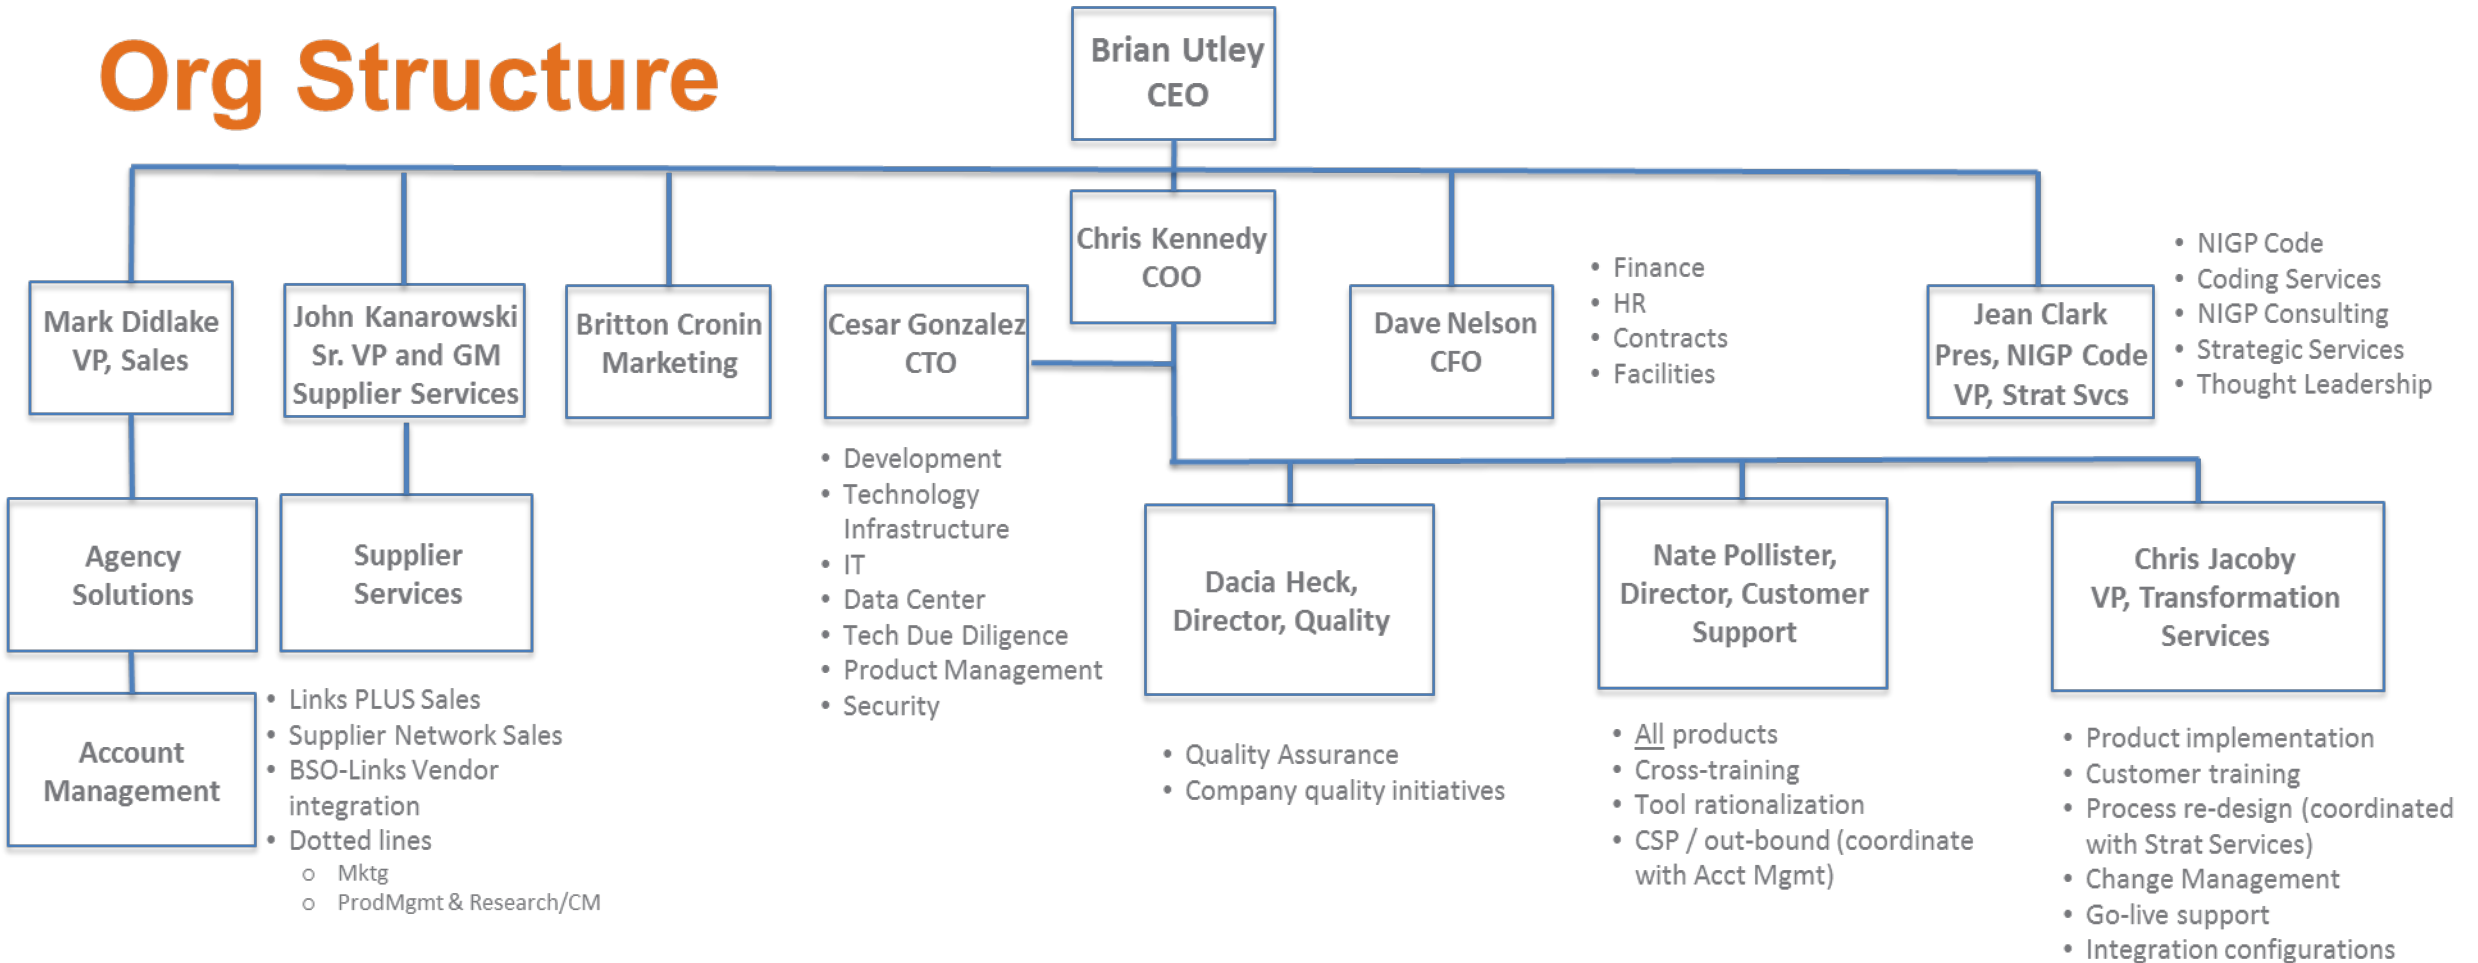 Org Structure
Brian Utley
CEO
Chris Kennedy
COO
Mark Didlake
VP, Sales
John Kanarowski
Sr. VP and GM
Supplier Services
Britton Cronin
Marketing
Cesar Gonzalez
CTO
Dave Nelson
CFO
• Finance
• HR
• Contracts
• Facilities
Jean Clark
Pres, NIGP Code
VP, Strat Svcs
• NIGP Code
• Coding Services
• NIGP Consulting
• Strategic Services
• Thought Leadership
Agency
Solutions
Supplier
Services
• Development
• Technology
Infrastructure
• IT
• Data Center
• Tech Due Diligence
• Product Management
• Security
Dacia Heck,
Director, Quality
Nate Pollister,
Director, Customer
Support
Chris Jacoby
VP, Transformation
Services
Account
Management
• Links PLUS Sales
• Supplier Network Sales
• BSO-Links Vendor
integration
• Dotted lines
o Mktg
o ProdMgmt & Research/CM
• Quality Assurance
• Company quality initiatives
• All products
• Cross-training
• Tool rationalization
• CSP / out-bound (coordinate
with Acct Mgmt)
• Product implementation
• Customer training
• Process re-design (coordinated
with Strat Services)
• Change Management
• Go-live support
• Integration configurations